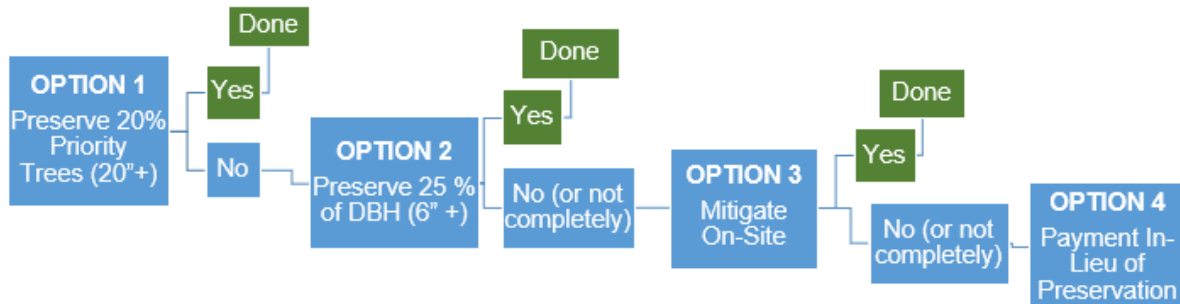 OPTION 1
Preserve 20%
Priority
Trees (20"+)
Yes
Done
No
OPTION 2
Preserve 25 %
of DBH (6" +)
Yes
Done
No (or not
completely)
OPTION 3
Mitigate
On-Site
Yes
Done
No (or not
completely)
OPTION 4
Payment In-
Lieu of
Preservation